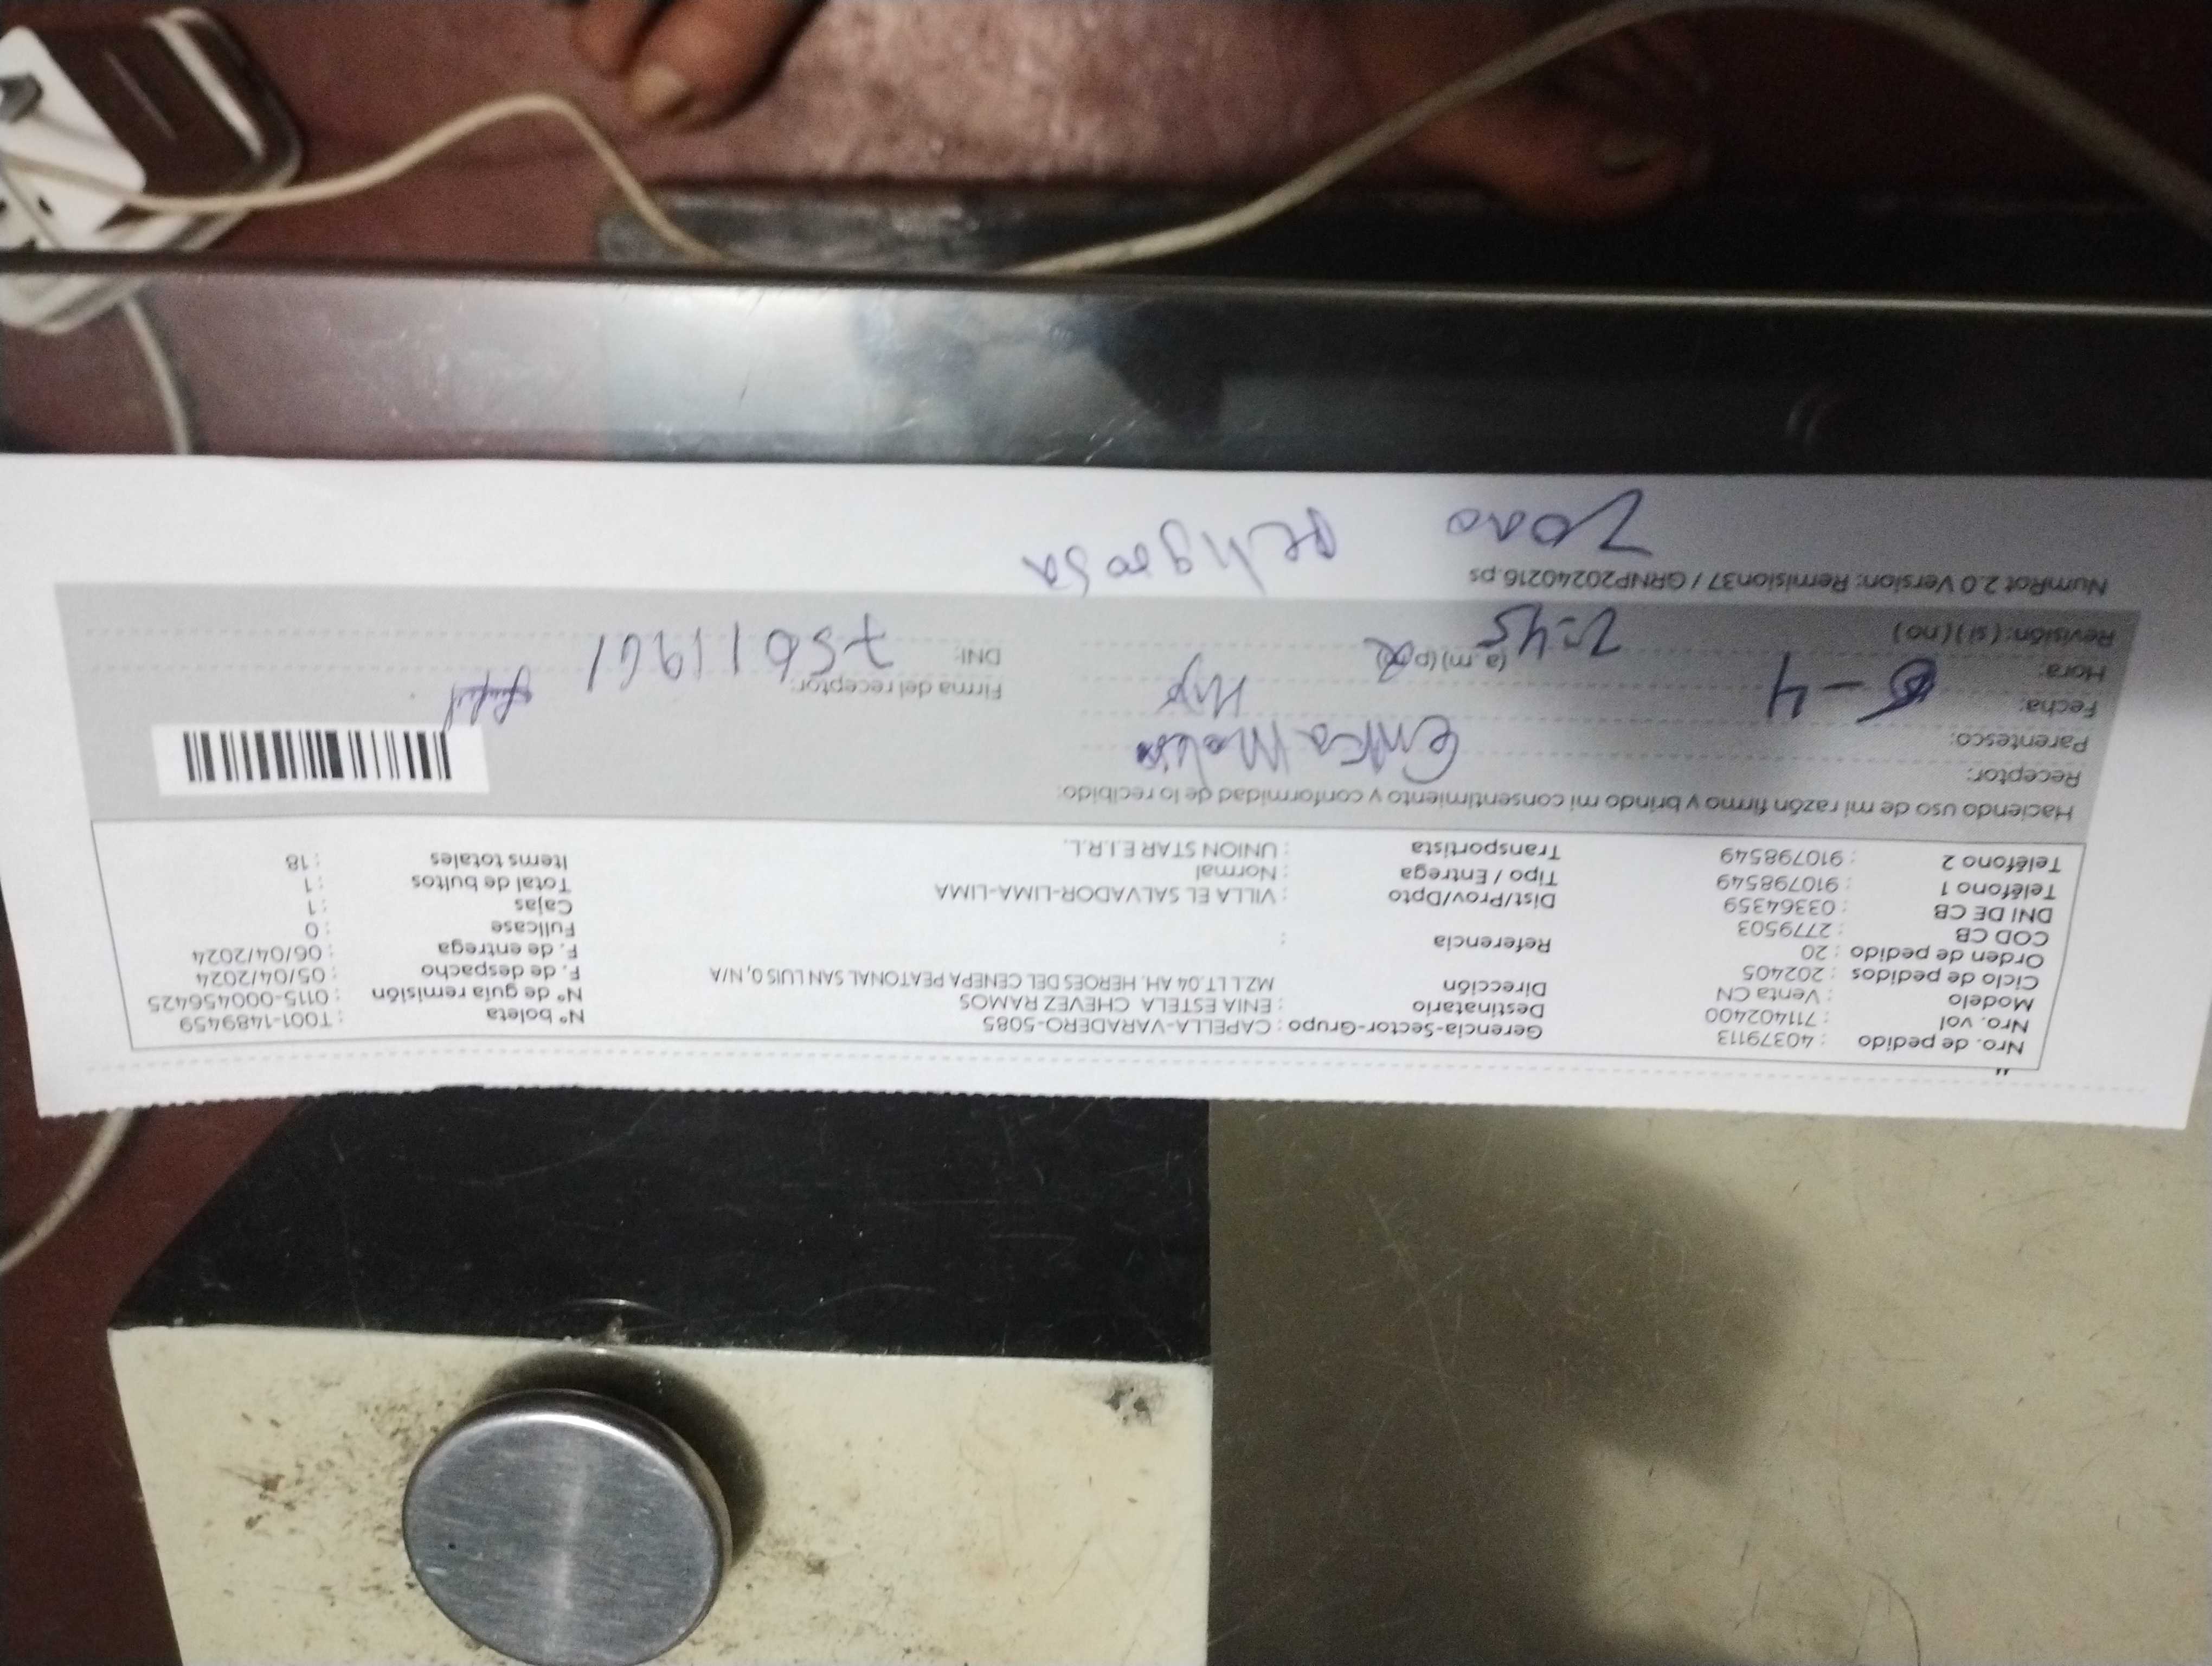 Nro. de pedido : 40379113
Nro. vol : 711402400
Modelo : Venta CN
Ciclo de pedidos : 202405
Orden de pedido : 20
COD CB : 2779503
DNI DE CB : 03364359
Teléfono 1 : 910798549
Teléfono 2 : 910798549
Gerencia-Sector-Grupo : CAPELLA-VARADERO-5085
Destinatario : ENIA ESTELA CHEVEZ RAMOS
Dirección MZ.L LT.04 AH. HEROES DEL CENEPA PEATONAL SAN LUIS 0, N/A
Referencia :
Dist/Prov/Dpto : VILLA EL SALVADOR-LIMA-LIMA
Tipo / Entrega : Normal
Transportista : UNION STAR E.I.R.L.
Nº boleta : T001-1489459
Nº de guía remisión : 0115-000456425
F. de despacho : 05/04/2024
F. de entrega : 06/04/2024
Fullcase : 0
Cajas : 1
Total de bultos : 1
Items totales : 18
Haciendo uso de mi razón firmo y brindo mi consentimiento y conformidad de lo recibido:
Receptor:
Parentesco:
Fecha: 6-4
Hora: 7:45 (a. m) (p.
Revisión: ( si ) ( no )
Firma del receptor:
DNI: 75611961
NumRot 2.0 Version: Remision37 / GRNP20240216.ps
Zona peligrosa